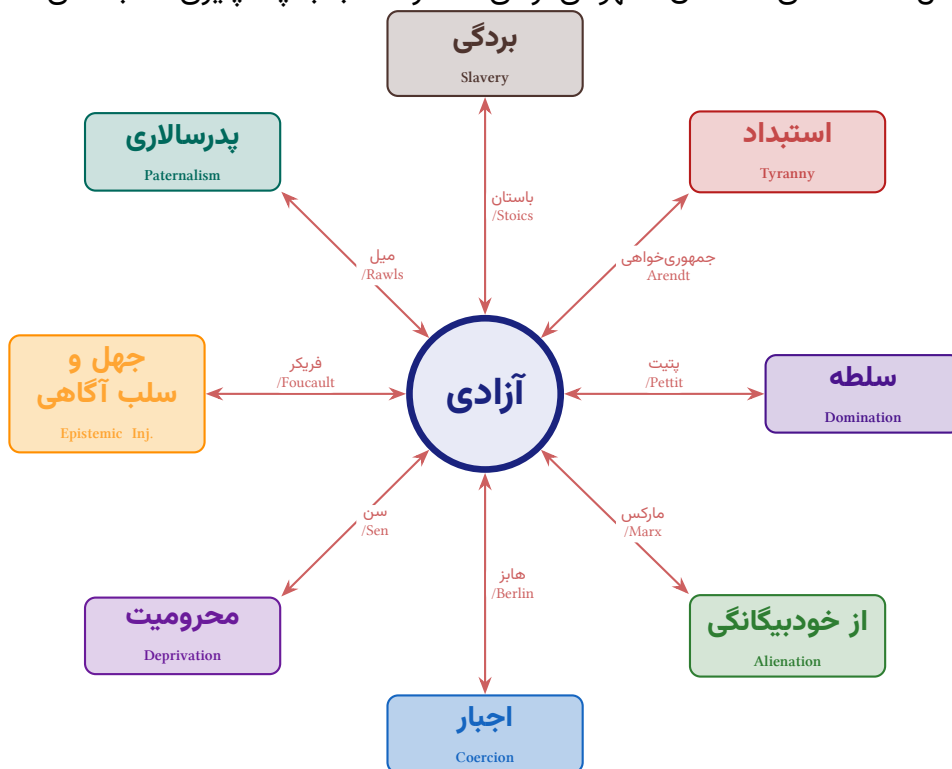 بردگی
Slavery
پدرسالاری
Paternalism
استبداد
Tyranny
باستان
/Stoics
میل
/Rawls
جمهوری‌خواهی
Arendt
جهل و
سلب آگاهی
Epistemic Inj.
فریکر
/Foucault
آزادی
پتیت
/Pettit
سلطه
Domination
سن
/Sen
مارکس
/Marx
هابز
/Berlin
محرومیت
Deprivation
از خودبیگانگی
Alienation
اجبار
Coercion